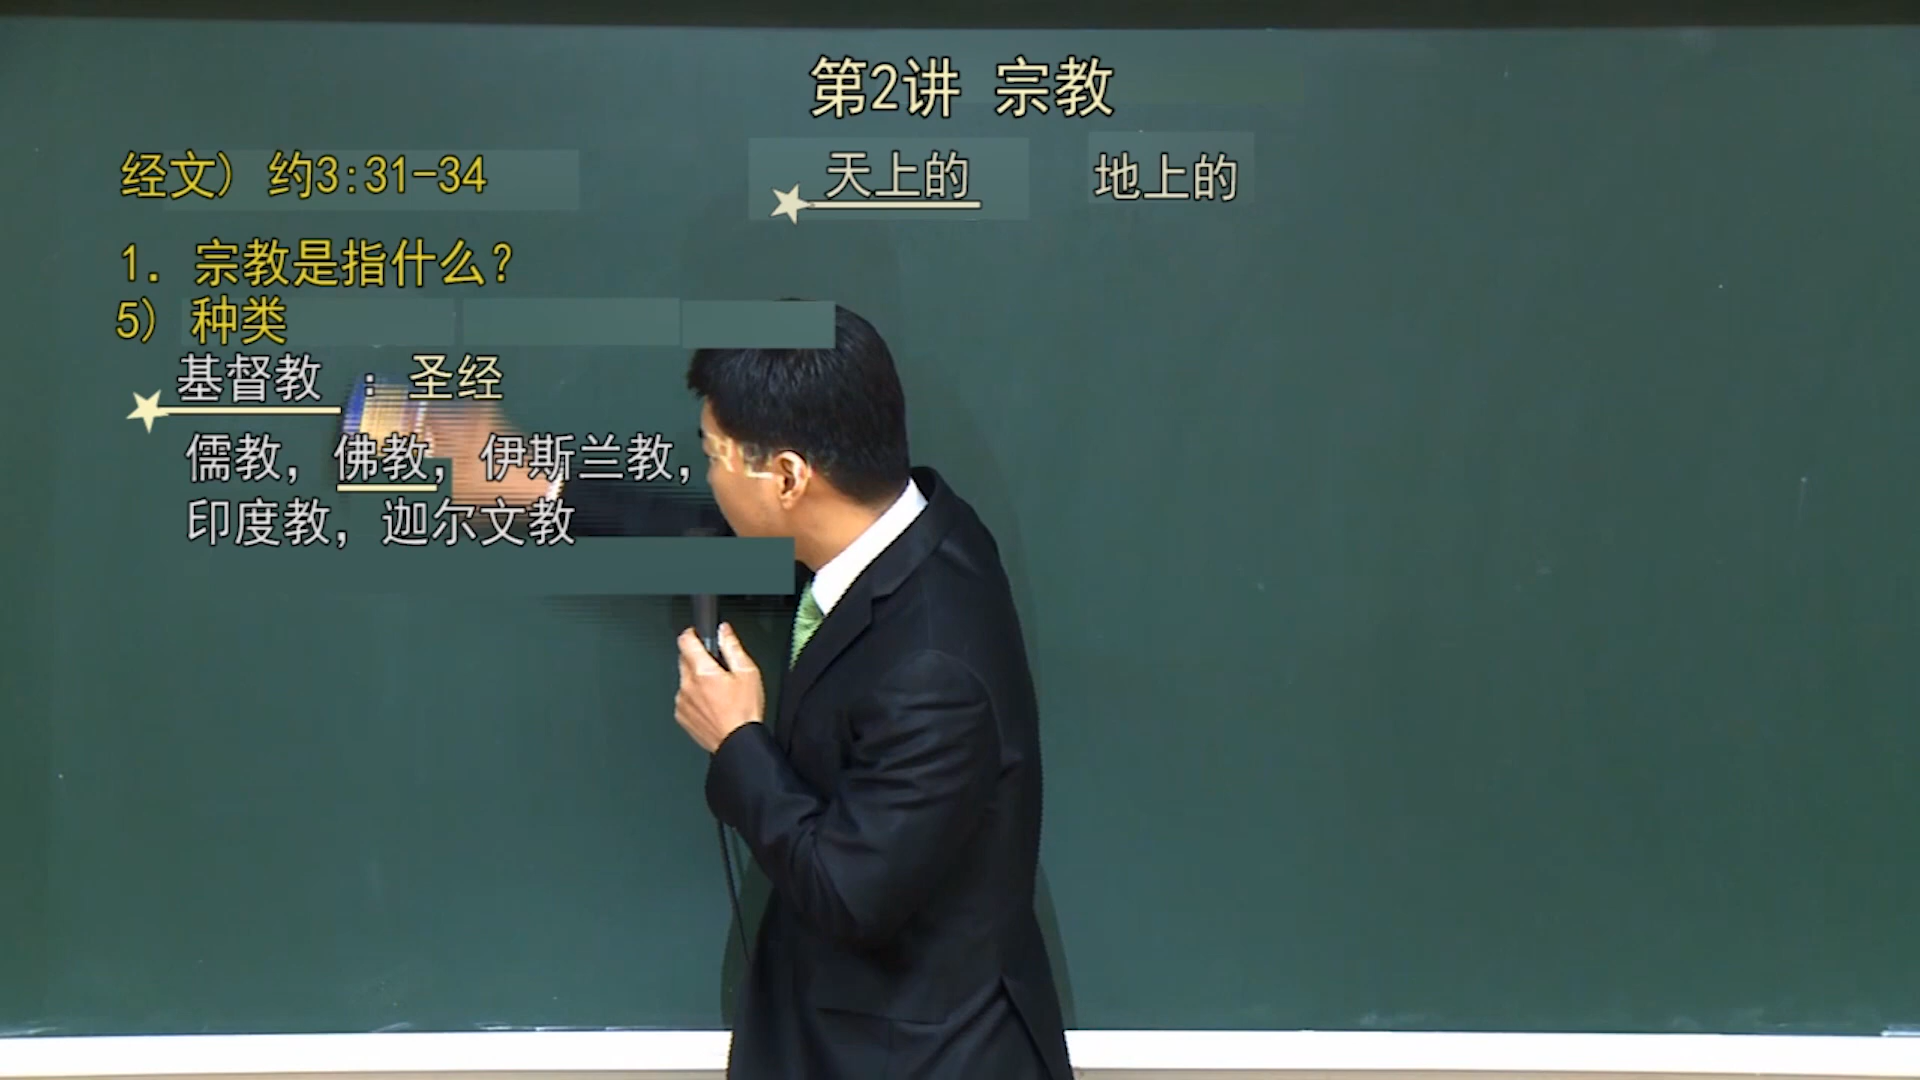 第2讲 宗教
经文) 约3:31-34
天上的 地上的
1. 宗教是指什么?
5) 种类
基督教 : 圣经
儒教, 佛教, 伊斯兰教,
印度教, 迦尔文教